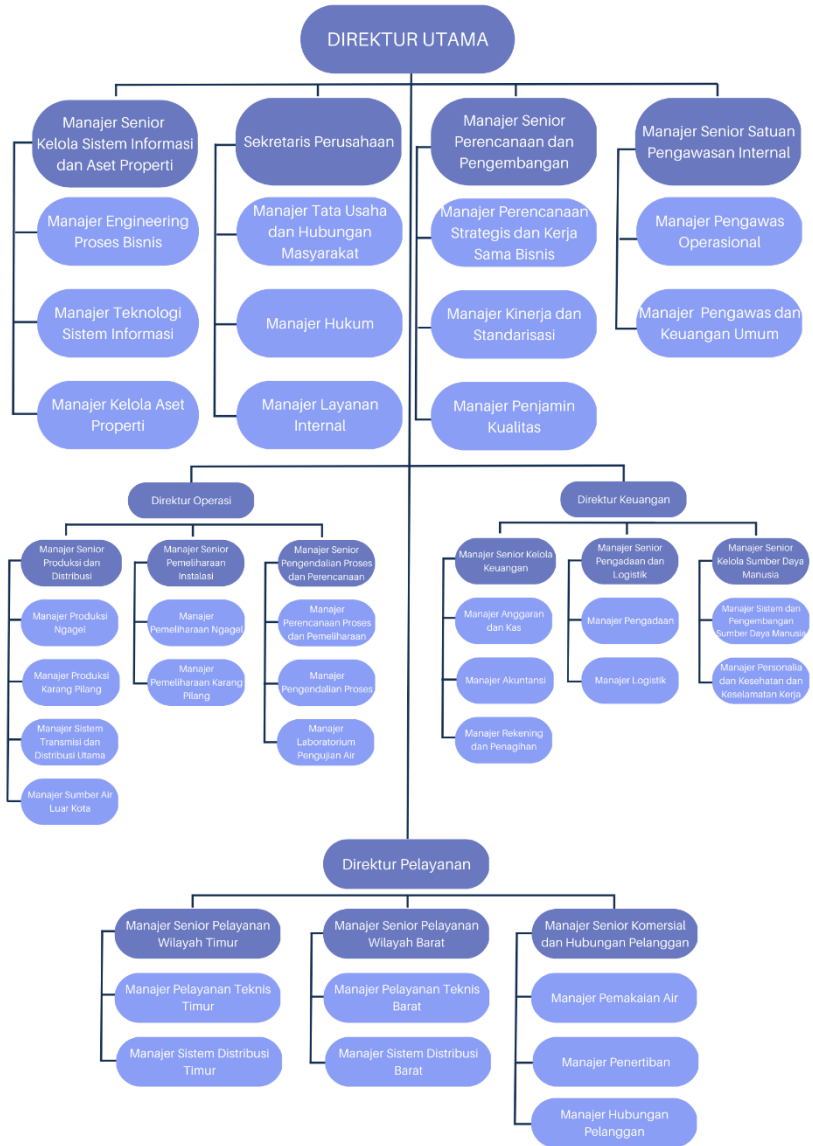 DIREKTUR UTAMA
Manajer Senior
Kelola Sistem Informasi
dan Aset Properti
Manajer Engineering
Proses Bisnis
Manajer Teknologi
Sistem Informasi
Manajer Kelola Aset
Properti
Sekretaris Perusahaan
Manajer Tata Usaha
dan Hubungan
Masyarakat
Manajer Hukum
Manajer Layanan
Internal
Manajer Senior
Perencanaan dan
Pengembangan
Manajer Perencanaan
Strategis dan Kerja
Sama Bisnis
Manajer Kinerja dan
Standarisasi
Manajer Penjamin
Kualitas
Manajer Senior Satuan
Pengawasan Internal
Manajer Pengawas
Operasional
Manajer Pengawas dan
Keuangan Umum
Direktur Operasi
Manajer Senior
Produksi dan
Distribusi
Manajer Produksi
Ngagel
Manajer Produksi
Karang Pilang
Manajer Sistem
Transmisi dan
Distribusi Utama
Manajer Sumber Air
Luar Kota
Manajer Senior
Pemeliharaan
Instalasi
Manajer
Pemeliharaan Ngagel
Manajer
Pemeliharaan Karang
Pilang
Manajer Senior
Pengendalian Proses
dan Perencanaan
Manajer
Perencanaan Proses
dan Pemeliharaan
Manajer
Pengendalian Proses
Manajer
Laboratorium
Pengujian Air
Direktur Keuangan
Manajer Senior Kelola
Keuangan
Manajer Anggaran
dan Kas
Manajer Akuntansi
Manajer Rekening
dan Penagihan
Manajer Senior
Pengadaan dan
Logistik
Manajer Pengadaan
Manajer Logistik
Manajer Senior
Kelola Sumber Daya
Manusia
Manajer Sistem dan
Pengembangan
Sumber Daya Manusia
Manajer Personalia
dan Kesehatan dan
Keselamatan Kerja
Direktur Pelayanan
Manajer Senior Pelayanan
Wilayah Timur
Manajer Pelayanan Teknis
Timur
Manajer Sistem Distribusi
Timur
Manajer Senior Pelayanan
Wilayah Barat
Manajer Pelayanan Teknis
Barat
Manajer Sistem Distribusi
Barat
Manajer Senior Komersial
dan Hubungan Pelanggan
Manajer Pemakaian Air
Manajer Penertiban
Manajer Hubungan
Pelanggan